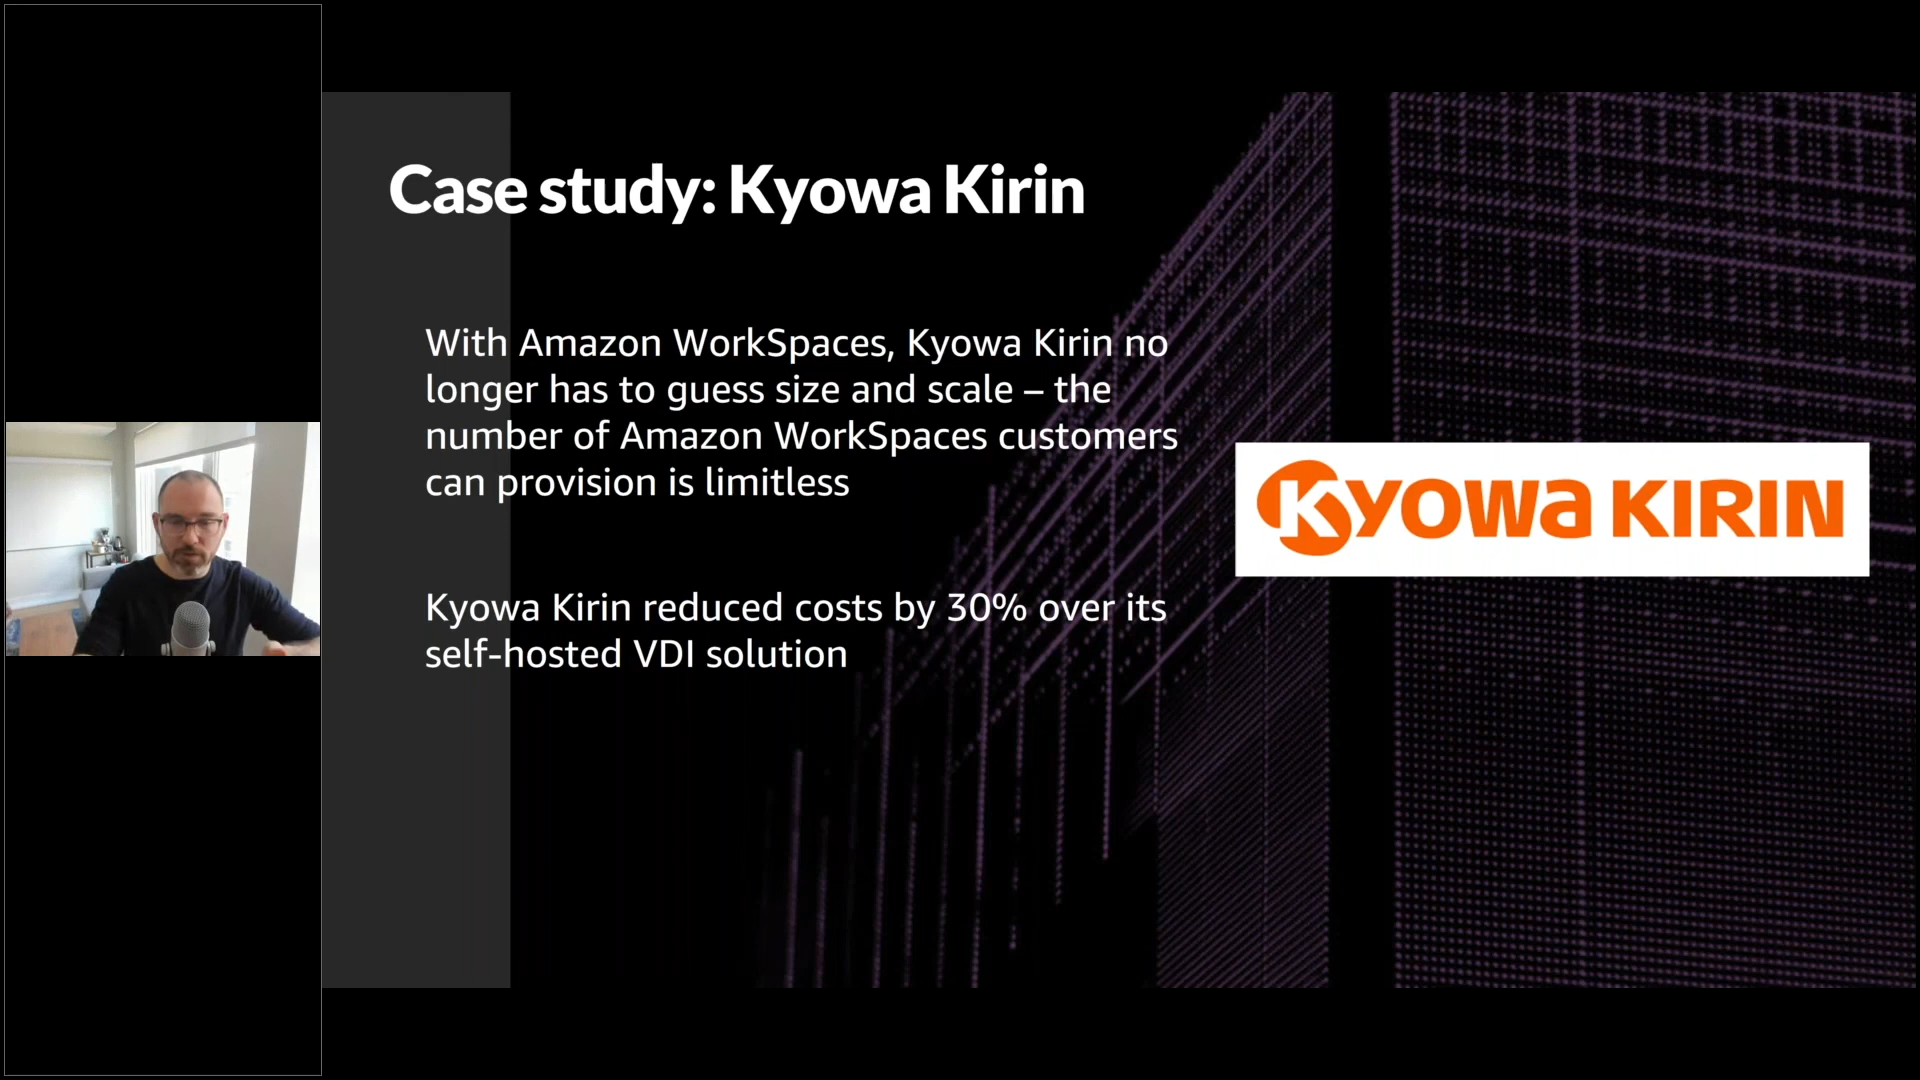 Case study: Kyowa Kirin
With Amazon WorkSpaces, Kyowa Kirin no
longer has to guess size and scale – the
number of Amazon WorkSpaces customers
can provision is limitless
Kyowa Kirin reduced costs by 30% over its
self-hosted VDI solution
Kyowa KIRIN